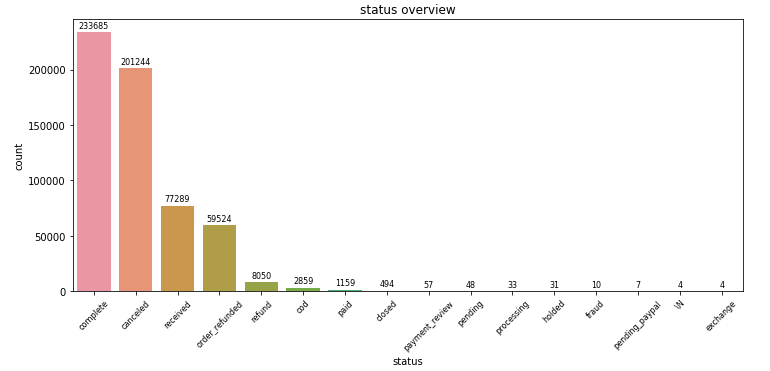 status overview
233685
201244
77289
59524
8050
2859
1159
494
57
48
33
31
10
7
4
4
200000
150000
100000
50000
0
count
complete
canceled
received
order_refunded
refund
cod
paid
closed
payment_review
pending
processing
holded
fraud
pending_paypal
\N
exchange
status